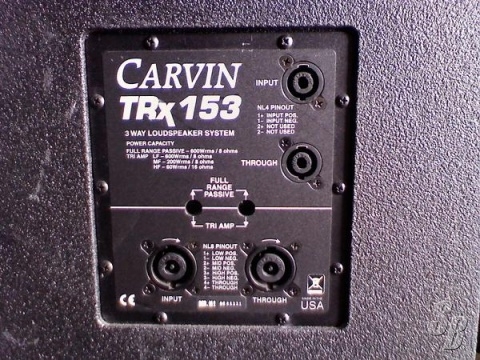 CARVIN
TRx 153
3 WAY LOUDSPEAKER SYSTEM
POWER CAPACITY
FULL RANGE PASSIVE - 600Wrms / 8 ohms
TRI AMP LF - 600Wrms / 8 ohms
MF - 200Wrms / 8 ohms
HF - 80Wrms / 16 ohms
INPUT
NL4 PINOUT
1+ INPUT POS.
1- INPUT NEG.
2+ NOT USED
2- NOT USED
THROUGH
FULL
RANGE
PASSIVE
TRI AMP
NL8 PINOUT
1+ LOW POS.
1- LOW NEG.
2+ MID POS.
2- MID NEG.
3+ HIGH POS.
3- HIGH NEG.
4+ THROUGH
4- THROUGH
INPUT
THROUGH
CE
MADE IN THE
USA